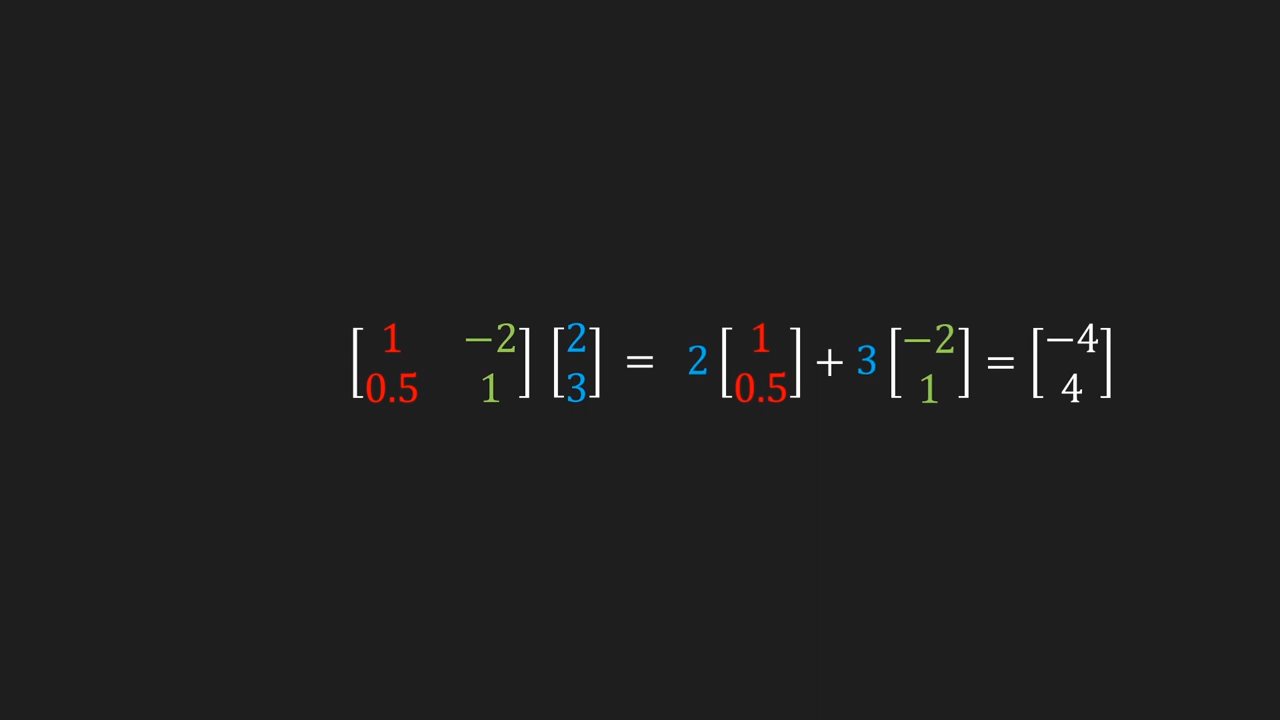 [1 −2; 0.5 1] [2; 3] = 2 [1; 0.5] + 3 [−2; 1] = [−4; 4]